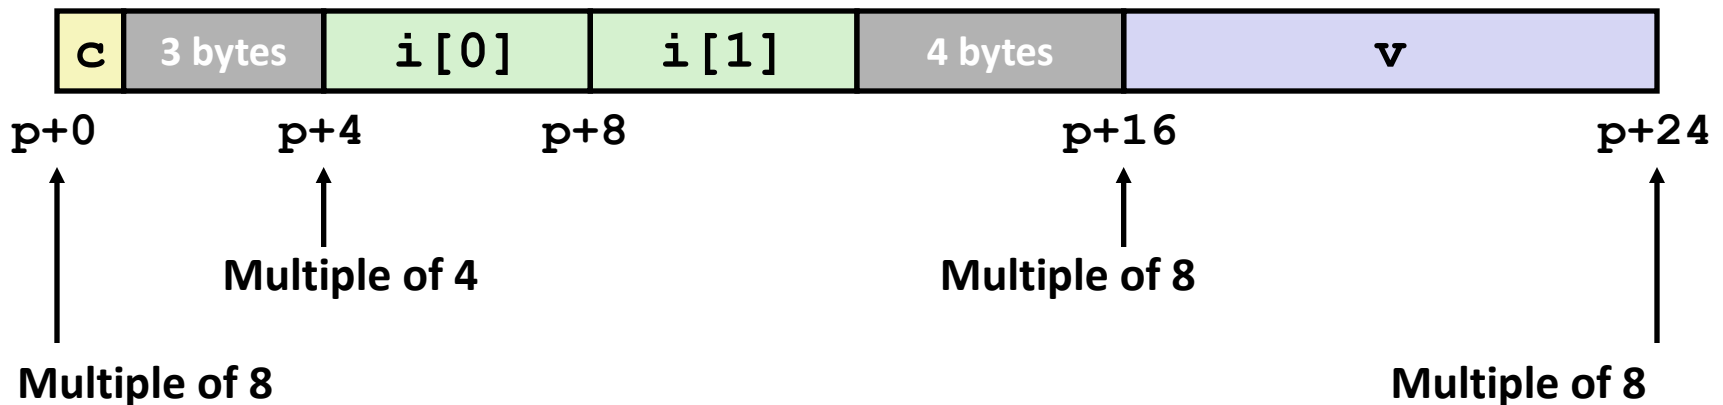 c 3 bytes i[0] i[1] 4 bytes v
p+0 p+4 p+8 p+16 p+24
Multiple of 4 Multiple of 8
Multiple of 8 Multiple of 8